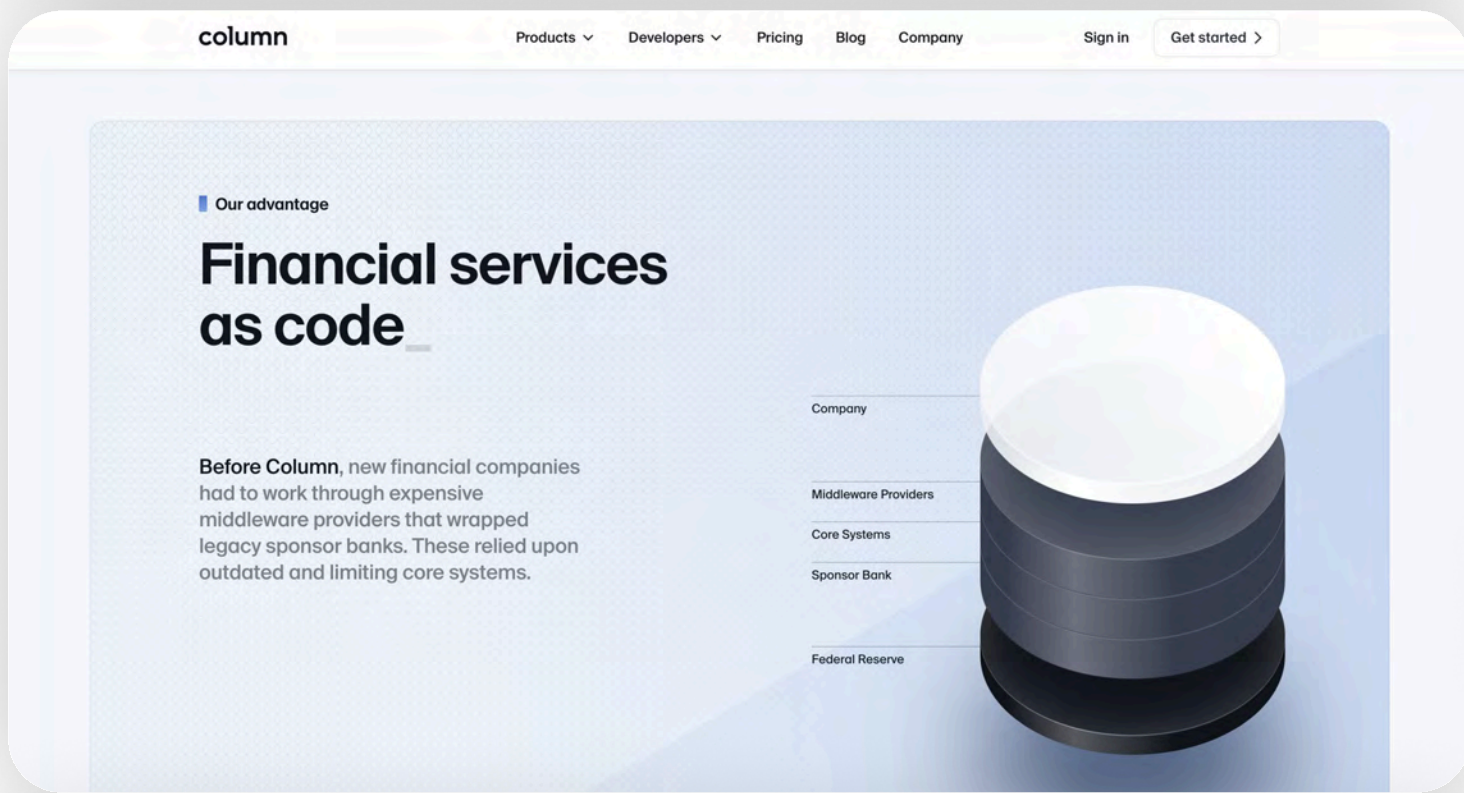 column
Products
Developers
Pricing
Blog
Company
Sign in
Get started
Our advantage
Financial services
as code_
Before Column, new financial companies
had to work through expensive
middleware providers that wrapped
legacy sponsor banks. These relied upon
outdated and limiting core systems.
Company
Middleware Providers
Core Systems
Sponsor Bank
Federal Reserve